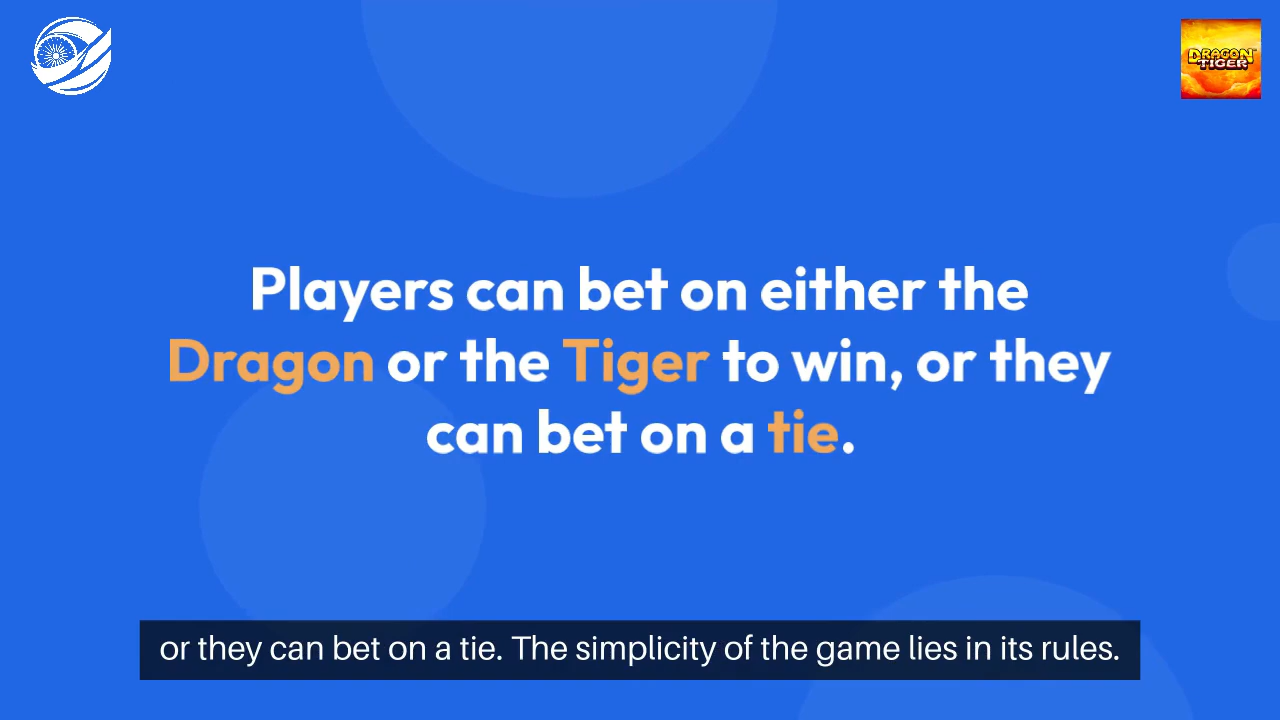 DRAGON
TIGER
Players can bet on either the
Dragon or the Tiger to win, or they
can bet on a tie.
or they can bet on a tie. The simplicity of the game lies in its rules.